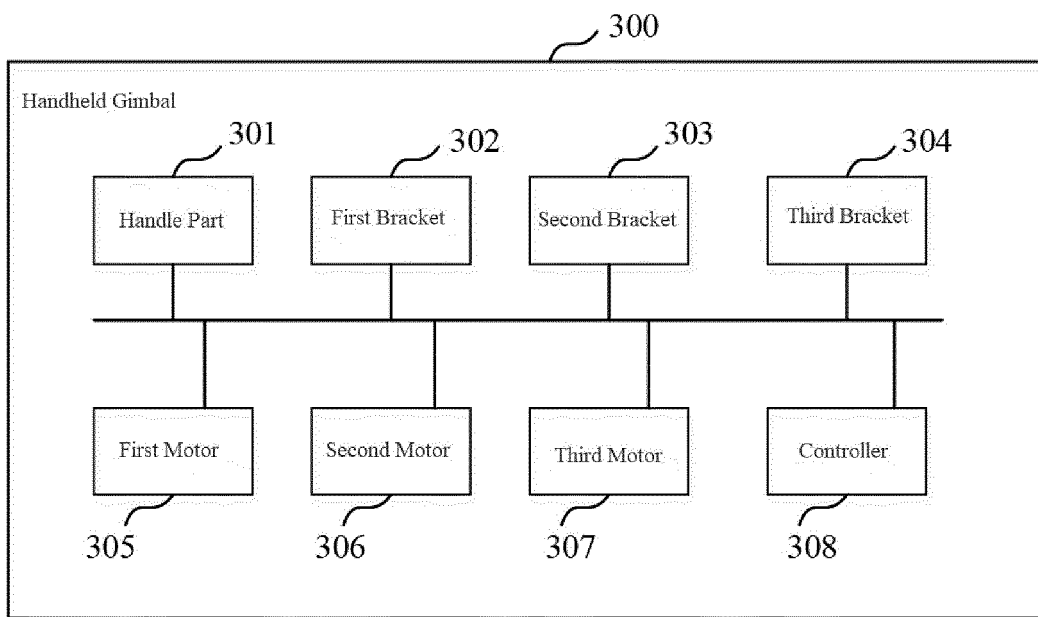 300
Handheld Gimbal
301
302
303
304
Handle Part
First Bracket
Second Bracket
Third Bracket
First Motor
Second Motor
Third Motor
Controller
305
306
307
308